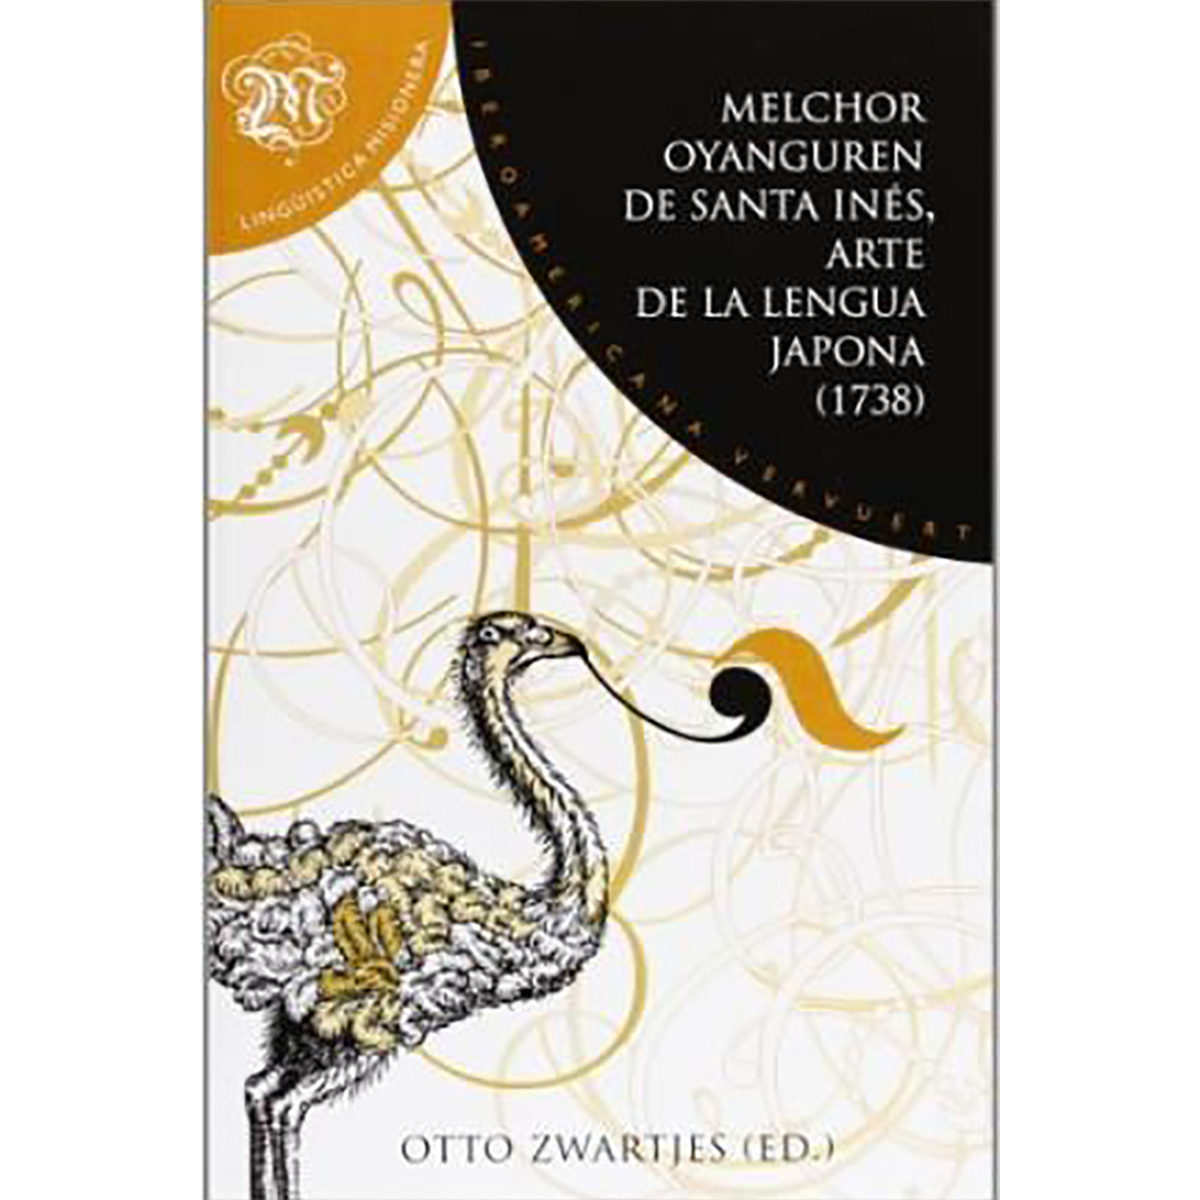 LINGÜÍSTICA MISIONERA
IBEROAMERICANA VERVUERT
MELCHOR
OYANGUREN
DE SANTA INÉS,
ARTE
DE LA LENGUA
JAPONA
(1738)
OTTO ZWARTJES (ED.)